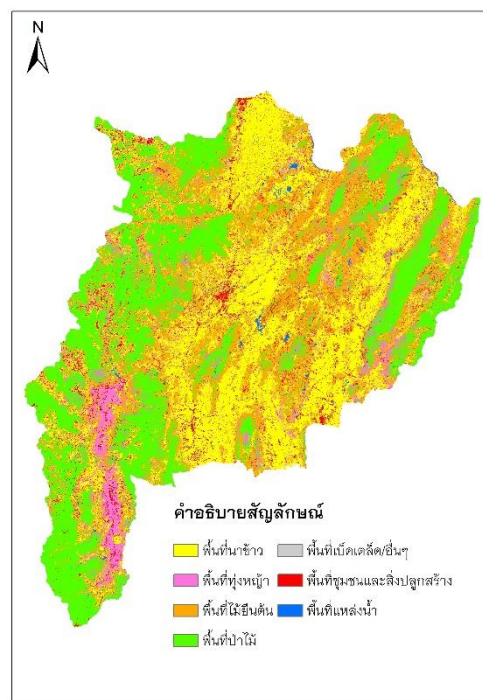 N
คำอธิบายสัญลักษณ์
พื้นที่นาข้าว
พื้นที่เบ็ดเตล็ด/อื่นๆ
พื้นที่ทุ่งหญ้า
พื้นที่ชุมชนและสิ่งปลูกสร้าง
พื้นที่ไม้ยืนต้น
พื้นที่แหล่งน้ำ
พื้นที่ป่าไม้